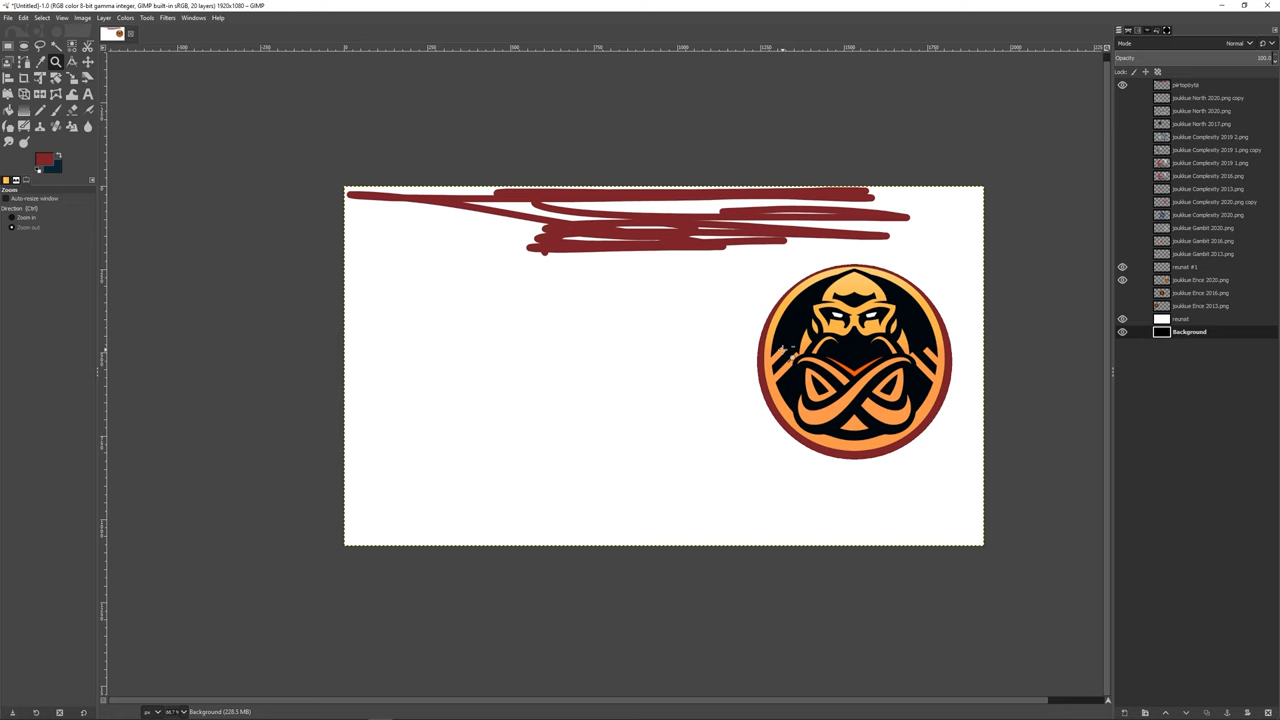 *[Untitled]-1.0 (RGB color 8-bit gamma integer, GIMP built-in sRGB, 20 layers) 1920x1080 – GIMP
File Edit Select View Image Layer Colors Tools Filters Windows Help
Mode Normal
Opacity 100.0
Lock:
piirtopöytä
joukkue North 2020.png copy
joukkue North 2020.png
joukkue North 2017.png
joukkue Complexity 2019 2.png
joukkue Complexity 2019 1.png copy
joukkue Complexity 2019 1.png
joukkue Complexity 2016.png
joukkue Complexity 2013.png
joukkue Complexity 2020.png copy
joukkue Complexity 2020.png
joukkue Gambit 2020.png
joukkue Gambit 2016.png
joukkue Gambit 2013.png
reunat #1
joukkue Ence 2020.png
joukkue Ence 2016.png
joukkue Ence 2013.png
reunat
Background
Zoom
Auto-resize window
Direction (Ctrl)
Zoom in
Zoom out
px 66.7 % Background (228.5 MB)